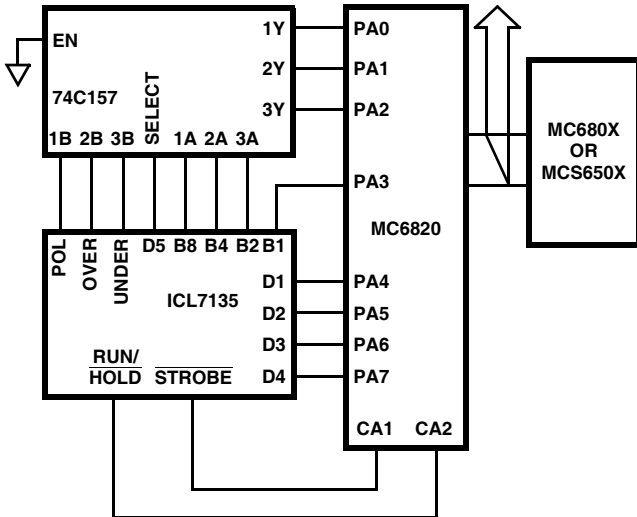 EN
74C157
SELECT
1Y
2Y
3Y
1B 2B 3B 1A 2A 3A
PA0
PA1
PA2
PA3
MC6820
PA4
PA5
PA6
PA7
CA1 CA2
MC680X
OR
MCS650X
POL
OVER
UNDER
D5 B8 B4 B2 B1
ICL7135
D1
D2
D3
D4
RUN/
HOLD STROBE